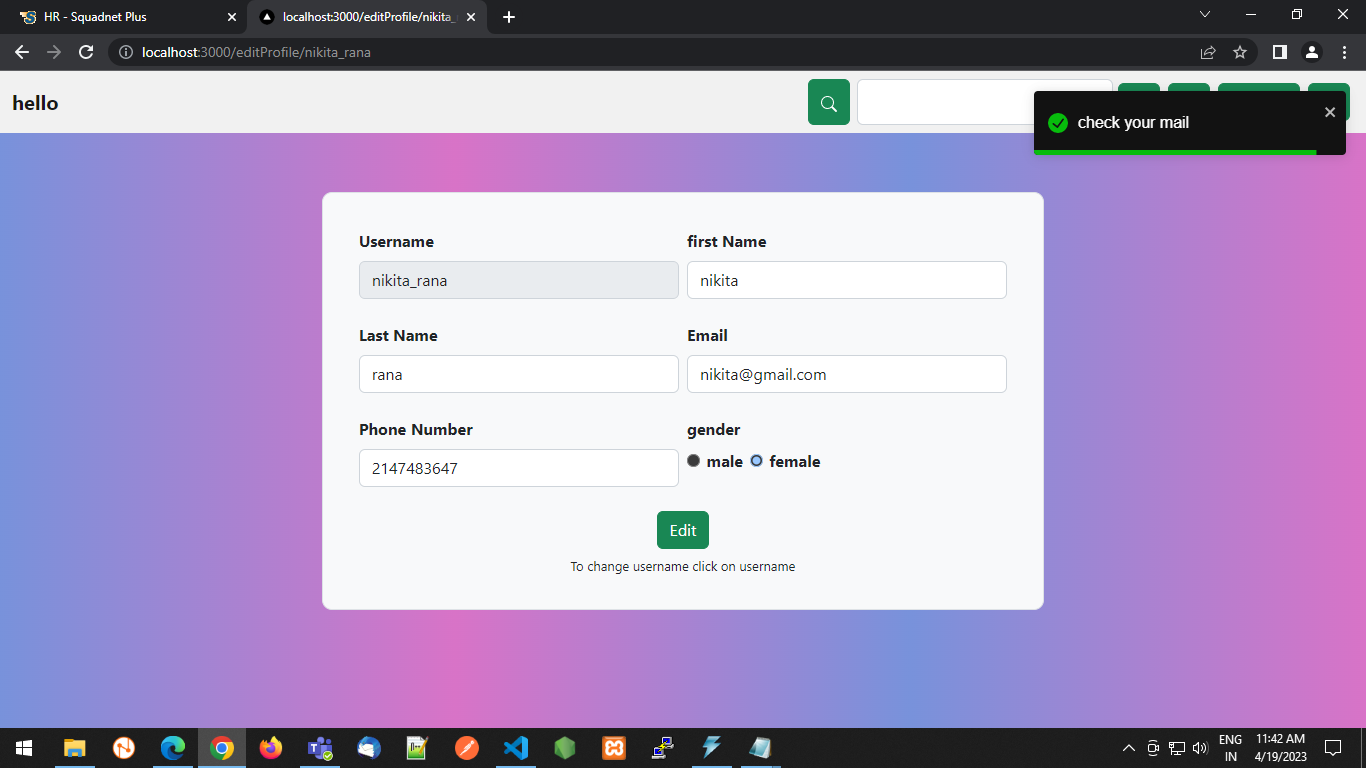 HR - Squadnet Plus
localhost:3000/editProfile/nikita_
localhost:3000/editProfile/nikita_rana
hello
check your mail
Username
first Name
nikita_rana
nikita
Last Name
Email
rana
nikita@gmail.com
Phone Number
gender
2147483647
male
female
Edit
To change username click on username
ENG
IN
11:42 AM
4/19/2023